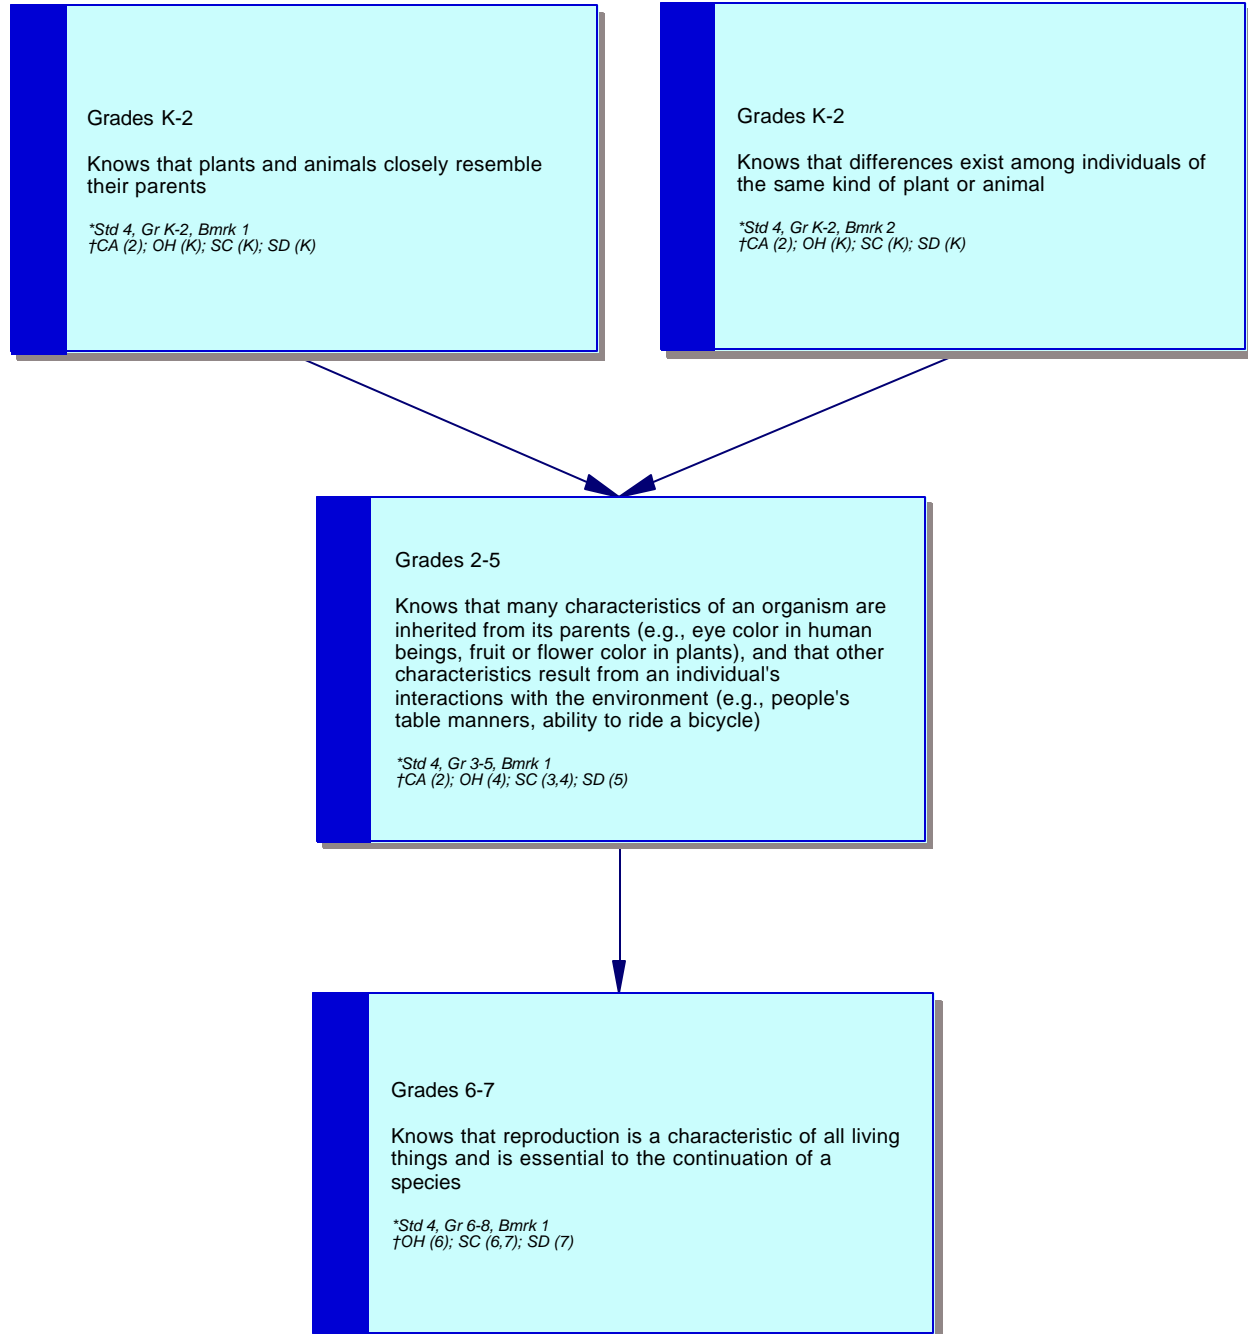 Grades K-2
Knows that plants and animals closely resemble
their parents
*Std 4, Gr K-2, Bmrk 1
†CA (2); OH (K); SC (K); SD (K)
Grades K-2
Knows that differences exist among individuals of
the same kind of plant or animal
*Std 4, Gr K-2, Bmrk 2
†CA (2); OH (K); SC (K); SD (K)
Grades 2-5
Knows that many characteristics of an organism are
inherited from its parents (e.g., eye color in human
beings, fruit or flower color in plants), and that other
characteristics result from an individual's
interactions with the environment (e.g., people's
table manners, ability to ride a bicycle)
*Std 4, Gr 3-5, Bmrk 1
†CA (2); OH (4); SC (3,4); SD (5)
Grades 6-7
Knows that reproduction is a characteristic of all living
things and is essential to the continuation of a
species
*Std 4, Gr 6-8, Bmrk 1
†OH (6); SC (6,7); SD (7)